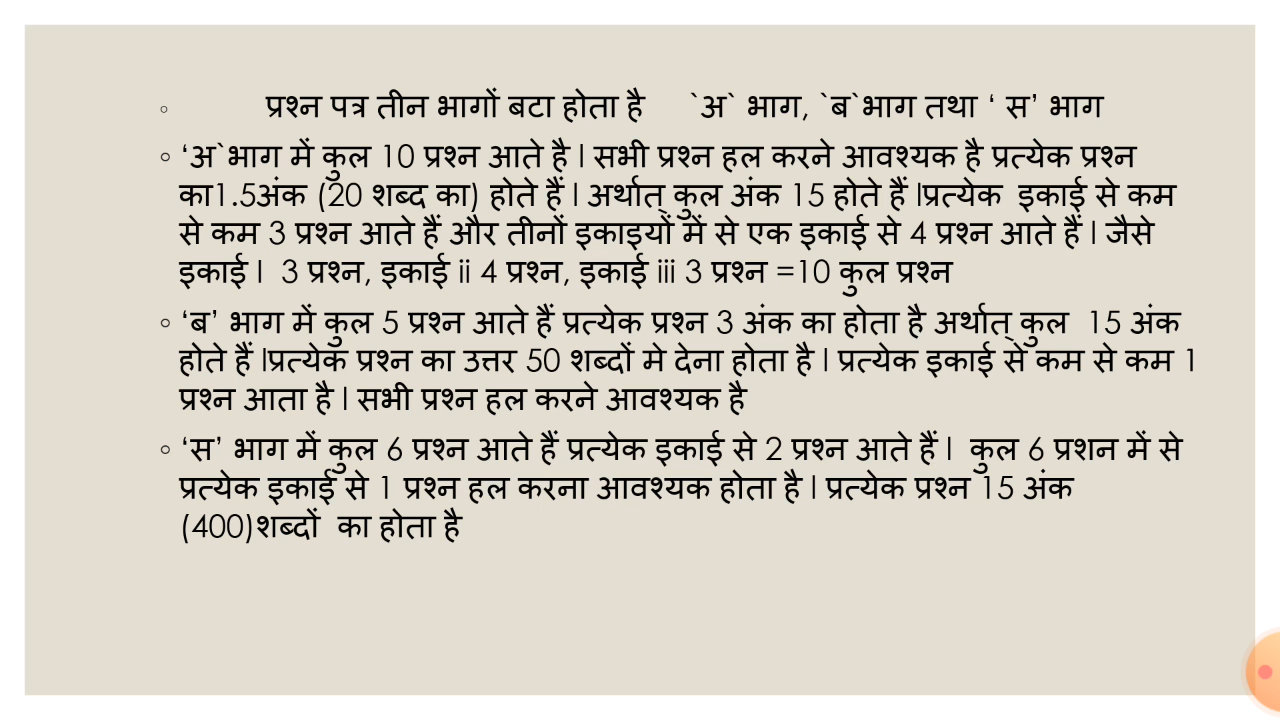 प्रश्न पत्र तीन भागों बटा होता है `अ` भाग, `ब`भाग तथा ‘ स’ भाग
‘अ`भाग में कुल 10 प्रश्न आते है l सभी प्रश्न हल करने आवश्यक है प्रत्येक प्रश्न
का1.5अंक (20 शब्द का) होते हैं l अर्थात् कुल अंक 15 होते हैं lप्रत्येक इकाई से कम
से कम 3 प्रश्न आते हैं और तीनों इकाइयों में से एक इकाई से 4 प्रश्न आते हैं l जैसे
इकाई I 3 प्रश्न, इकाई ii 4 प्रश्न, इकाई iii 3 प्रश्न =10 कुल प्रश्न
‘ब’ भाग में कुल 5 प्रश्न आते हैं प्रत्येक प्रश्न 3 अंक का होता है अर्थात् कुल 15 अंक
होते हैं lप्रत्येक प्रश्न का उत्तर 50 शब्दों मे देना होता है l प्रत्येक इकाई से कम से कम 1
प्रश्न आता है l सभी प्रश्न हल करने आवश्यक है
‘स’ भाग में कुल 6 प्रश्न आते हैं प्रत्येक इकाई से 2 प्रश्न आते हैं l कुल 6 प्रशन में से
प्रत्येक इकाई से 1 प्रश्न हल करना आवश्यक होता है l प्रत्येक प्रश्न 15 अंक
(400)शब्दों का होता है